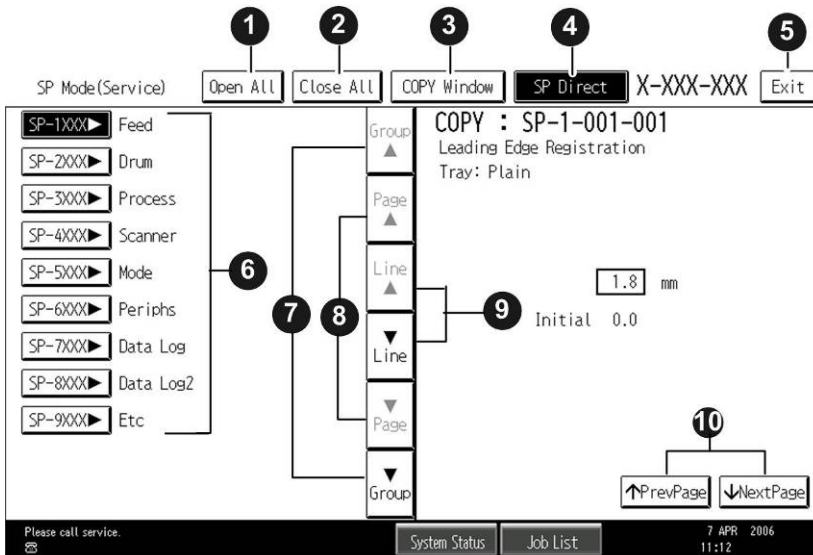 1 2 3 4 5
SP Mode(Service) Open All Close All COPY Window SP Direct X-XXX-XXX Exit
SP-1XXX▶ Feed
SP-2XXX▶ Drum
SP-3XXX▶ Process
SP-4XXX▶ Scanner
SP-5XXX▶ Mode
SP-6XXX▶ Periphs
SP-7XXX▶ Data Log
SP-8XXX▶ Data Log2
SP-9XXX▶ Etc
6
7
8
Group
▲
Page
▲
Line
▲
▼
Line
▼
Page
▼
Group
9
COPY : SP-1-001-001
Leading Edge Registration
Tray: Plain
1.8 mm
Initial 0.0
10
↑PrevPage ↓NextPage
Please call service.
☎
System Status Job List
7 APR 2006
11:12